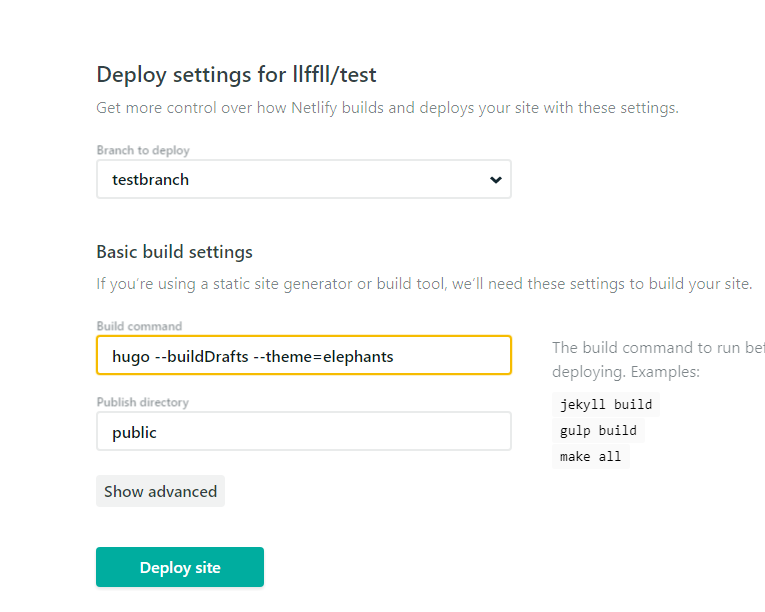 Deploy settings for llffll/test
Get more control over how Netlify builds and deploys your site with these settings.
Branch to deploy
testbranch
Basic build settings
If you're using a static site generator or build tool, we'll need these settings to build your site.
Build command
hugo --buildDrafts --theme=elephants
The build command to run bef
deploying. Examples:
jekyll build
gulp build
make all
Publish directory
public
Show advanced
Deploy site